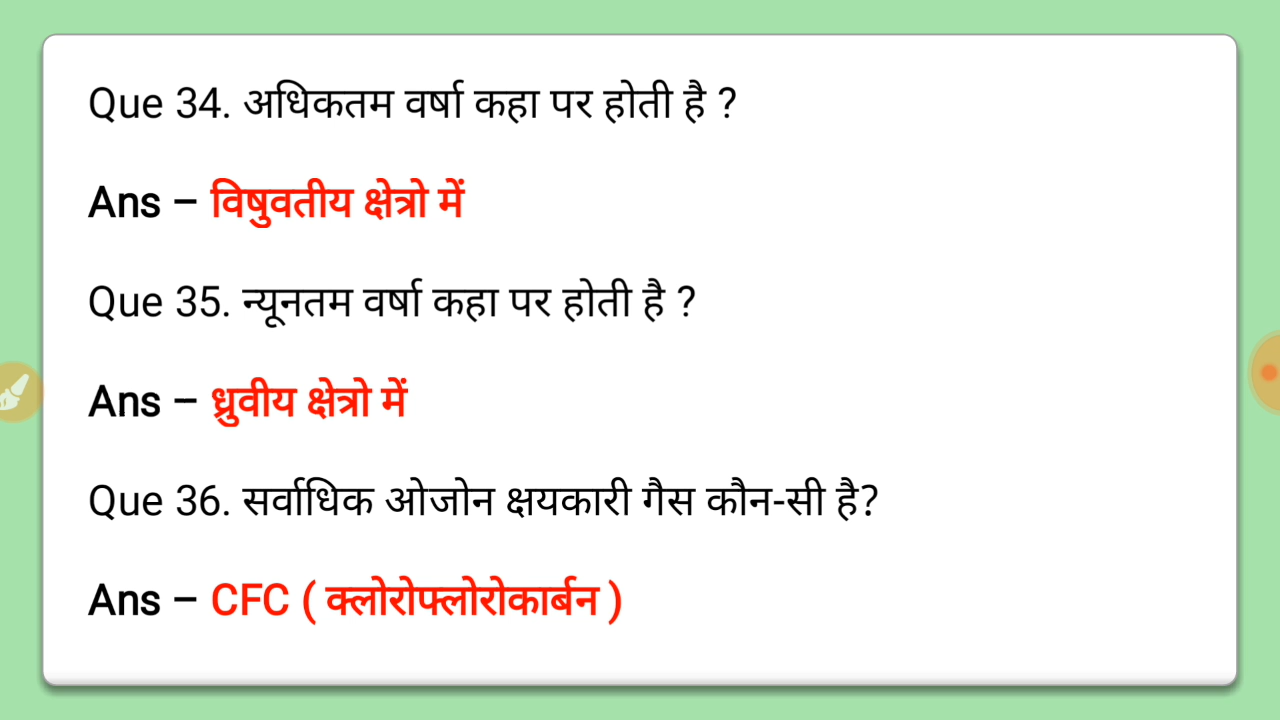 Que 34. अधिकतम वर्षा कहा पर होती है ?
Ans – विषुवतीय क्षेत्रो में
Que 35. न्यूनतम वर्षा कहा पर होती है ?
Ans – ध्रुवीय क्षेत्रो में
Que 36. सर्वाधिक ओजोन क्षयकारी गैस कौन-सी है?
Ans – CFC ( क्लोरोफ्लोरोकार्बन )